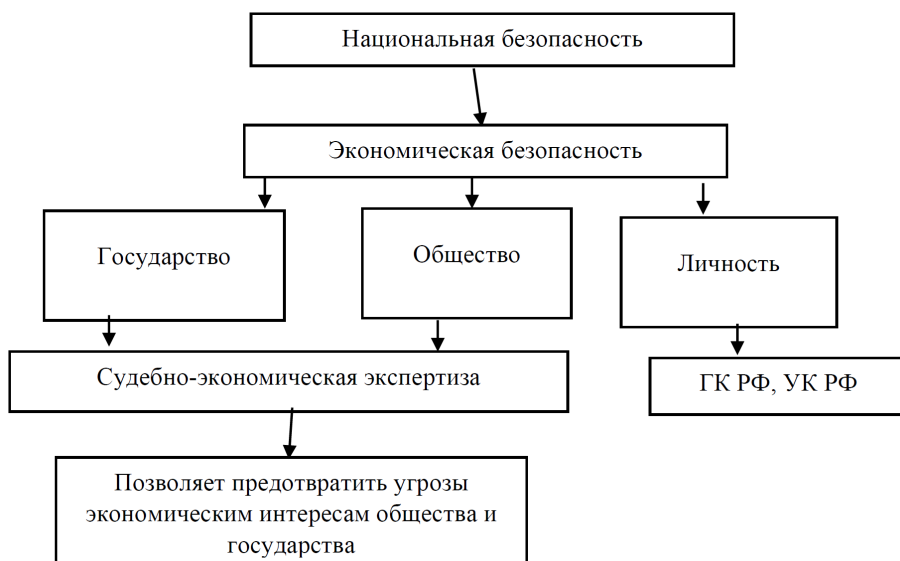 Национальная безопасность
Экономическая безопасность
Государство
Общество
Личность
Судебно-экономическая экспертиза
ГК РФ, УК РФ
Позволяет предотвратить угрозы
экономическим интересам общества и
государства